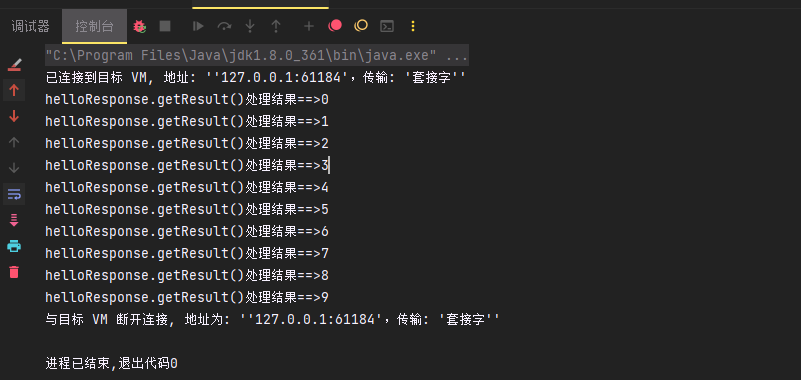 调试器 控制台
"C:\Program Files\Java\jdk1.8.0_361\bin\java.exe" ...
已连接到目标 VM, 地址: ''127.0.0.1:61184', 传输: '套接字''
helloResponse.getResult()处理结果==>0
helloResponse.getResult()处理结果==>1
helloResponse.getResult()处理结果==>2
helloResponse.getResult()处理结果==>3
helloResponse.getResult()处理结果==>4
helloResponse.getResult()处理结果==>5
helloResponse.getResult()处理结果==>6
helloResponse.getResult()处理结果==>7
helloResponse.getResult()处理结果==>8
helloResponse.getResult()处理结果==>9
与目标 VM 断开连接, 地址为: ''127.0.0.1:61184', 传输: '套接字''
进程已结束,退出代码0